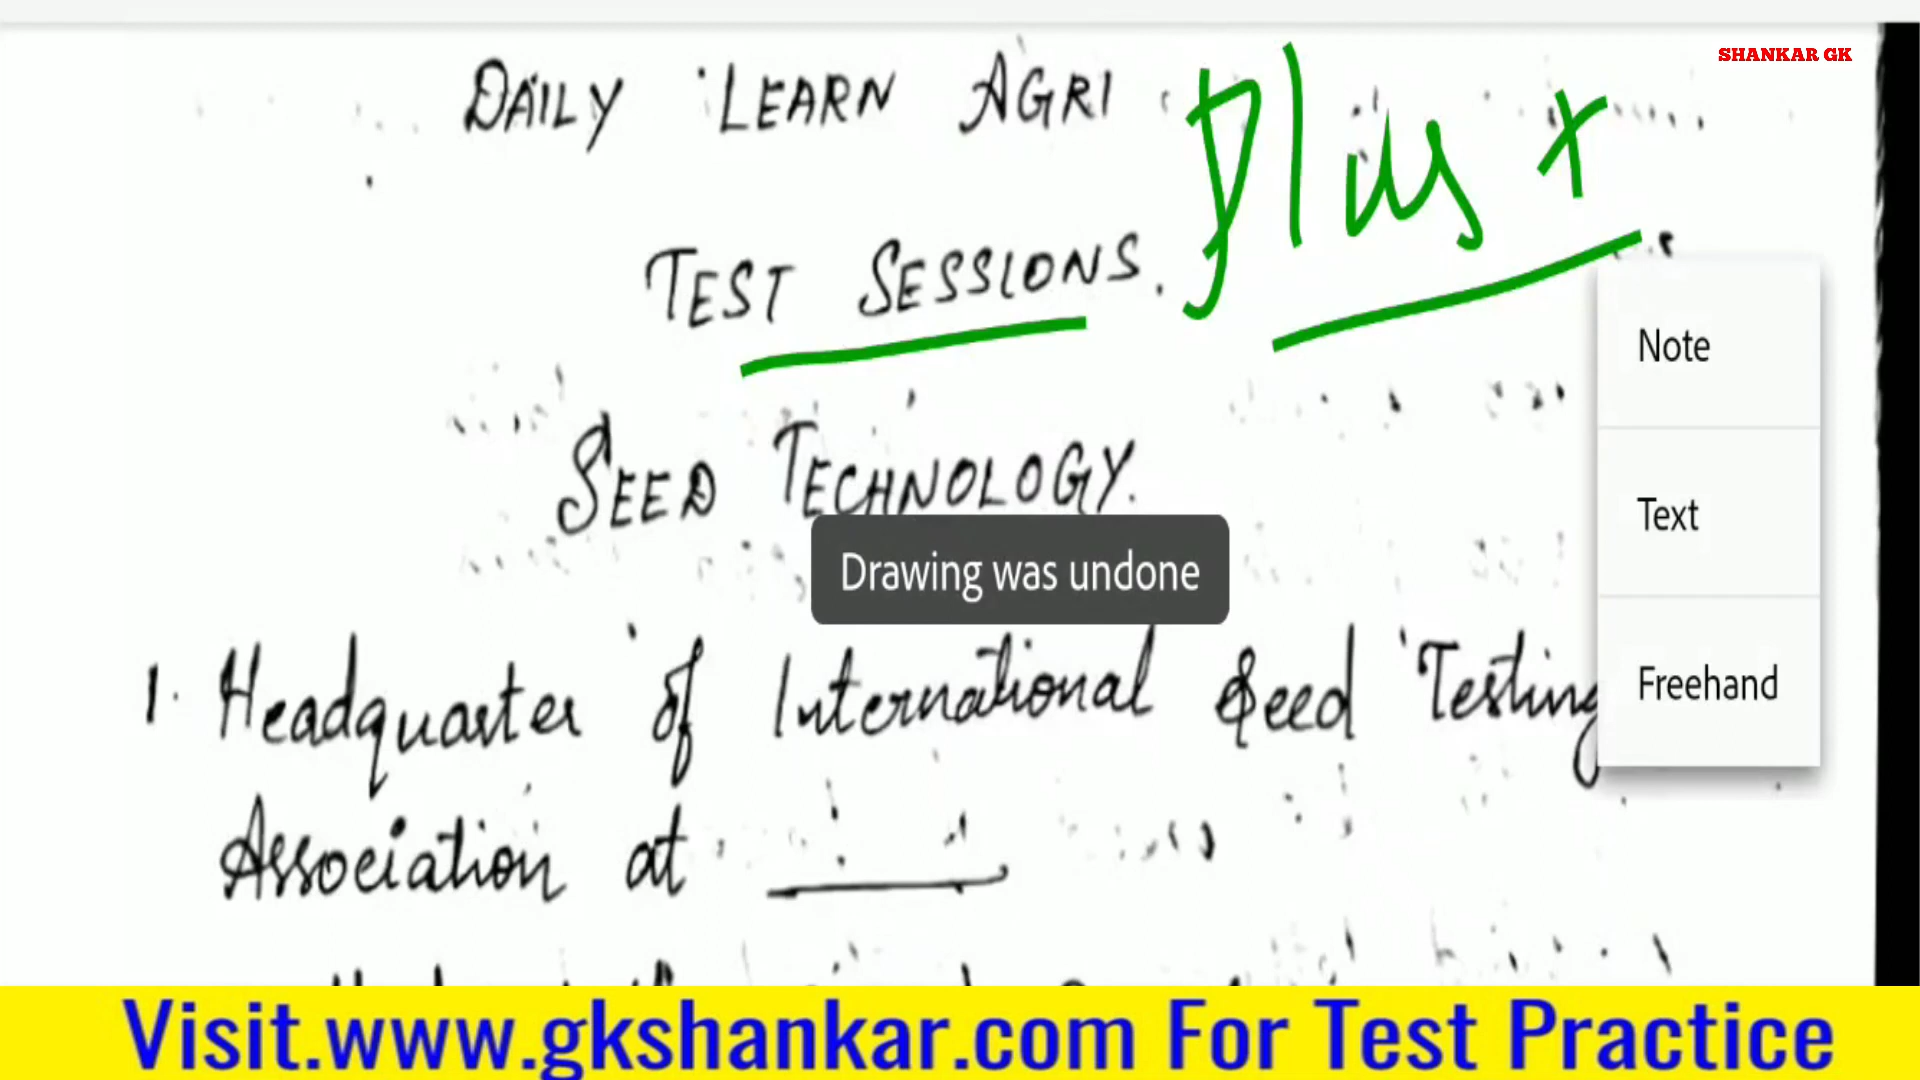 SHANKAR GK
DAILY LEARN AGRI plus +
TEST SESSIONS.
SEED TECHNOLOGY.
Note
Text
Freehand
Drawing was undone
1. Headquarter of International Seed Testing
Association at ______
Visit.www.gkshankar.com For Test Practice